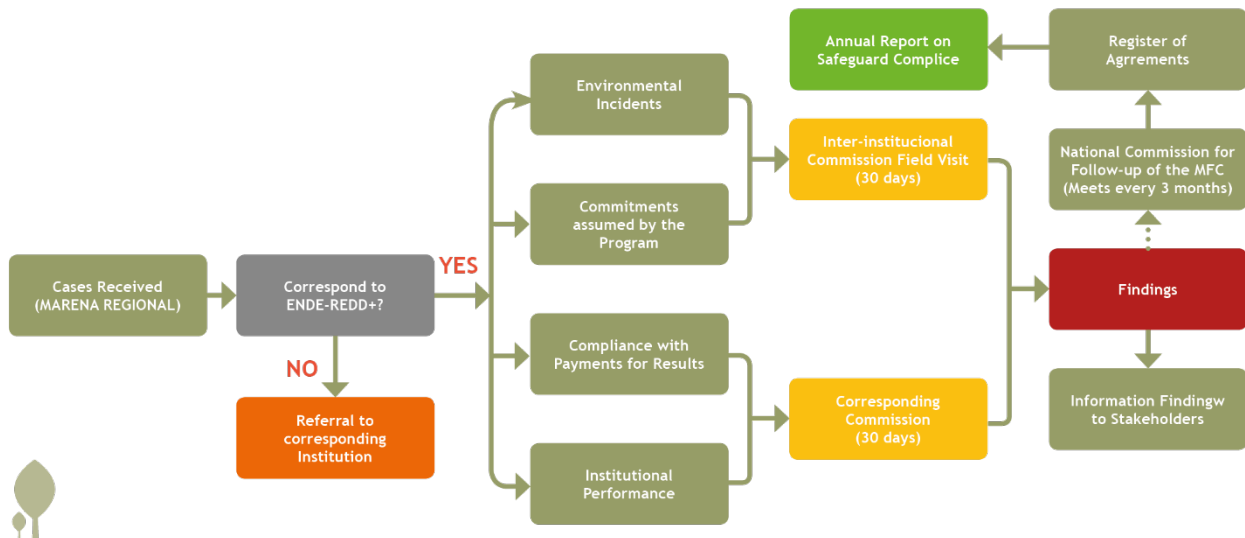 Cases Received
(MARENA REGIONAL)
Correspond to
ENDE-REDD+?
YES
NO
Referral to
corresponding
Institution
Environmental
Incidents
Commitments
assumed by the
Program
Compliance with
Payments for Results
Institutional
Performance
Inter-institucional
Commission Field Visit
(30 days)
Corresponding
Commission
(30 days)
Findings
Information Findingw
to Stakeholders
National Commission for
Follow-up of the MFC
(Meets every 3 months)
Register of
Agrrements
Annual Report on
Safeguard Complice